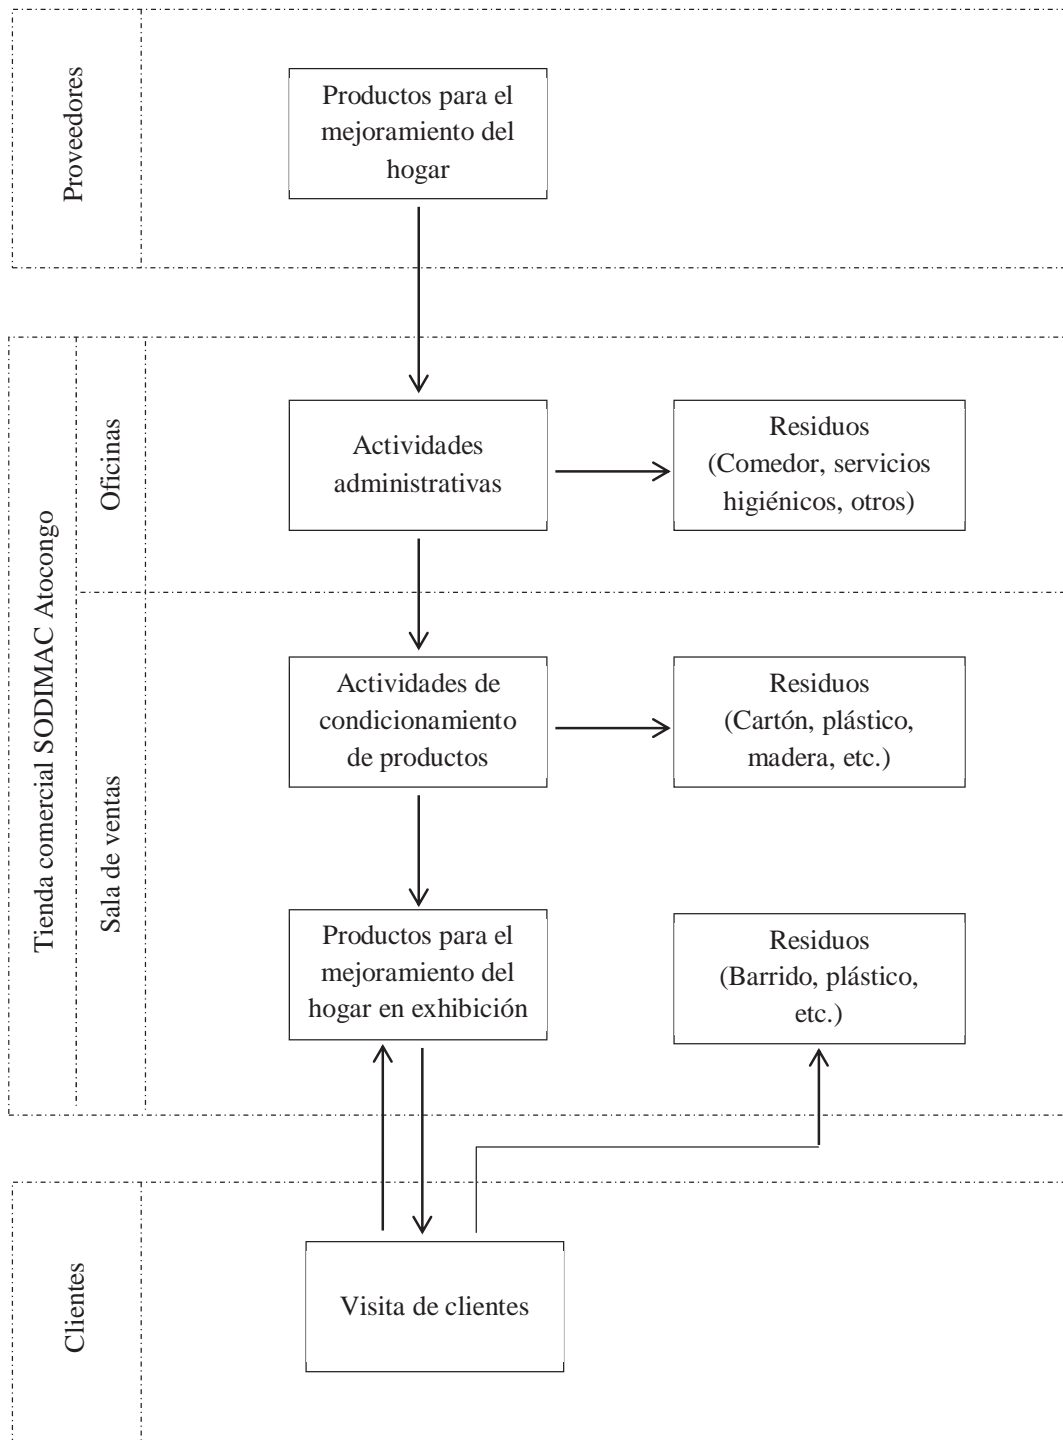 Proveedores
Productos para el
mejoramiento del
hogar
Tienda comercial SODIMAC Atocongo
Oficinas
Actividades
administrativas
Residuos
(Comedor, servicios
higiénicos, otros)
Sala de ventas
Actividades de
condicionamiento
de productos
Residuos
(Cartón, plástico,
madera, etc.)
Productos para el
mejoramiento del
hogar en exhibición
Residuos
(Barrido, plástico,
etc.)
Clientes
Visita de clientes